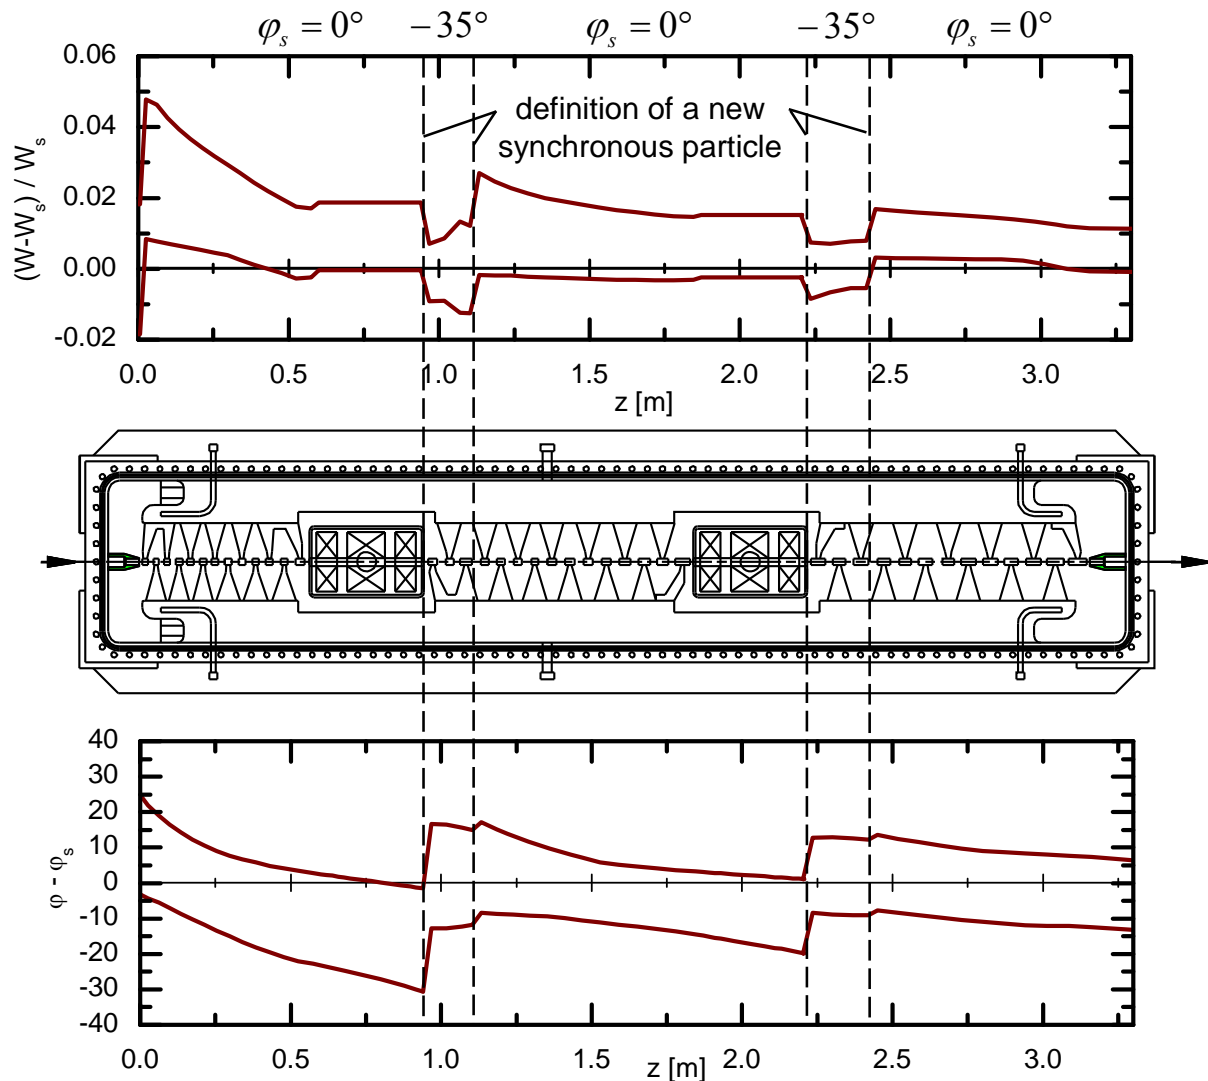 φₛ = 0° −35° φₛ = 0° −35° φₛ = 0°
0.06
0.04
0.02
0.00
-0.02
(W-Wₛ) / Wₛ
definition of a new
synchronous particle
0.0 0.5 1.0 1.5 2.0 2.5 3.0
z [m]
40
30
20
10
0
-10
-20
-30
-40
φ - φₛ
0.0 0.5 1.0 1.5 2.0 2.5 3.0
z [m]